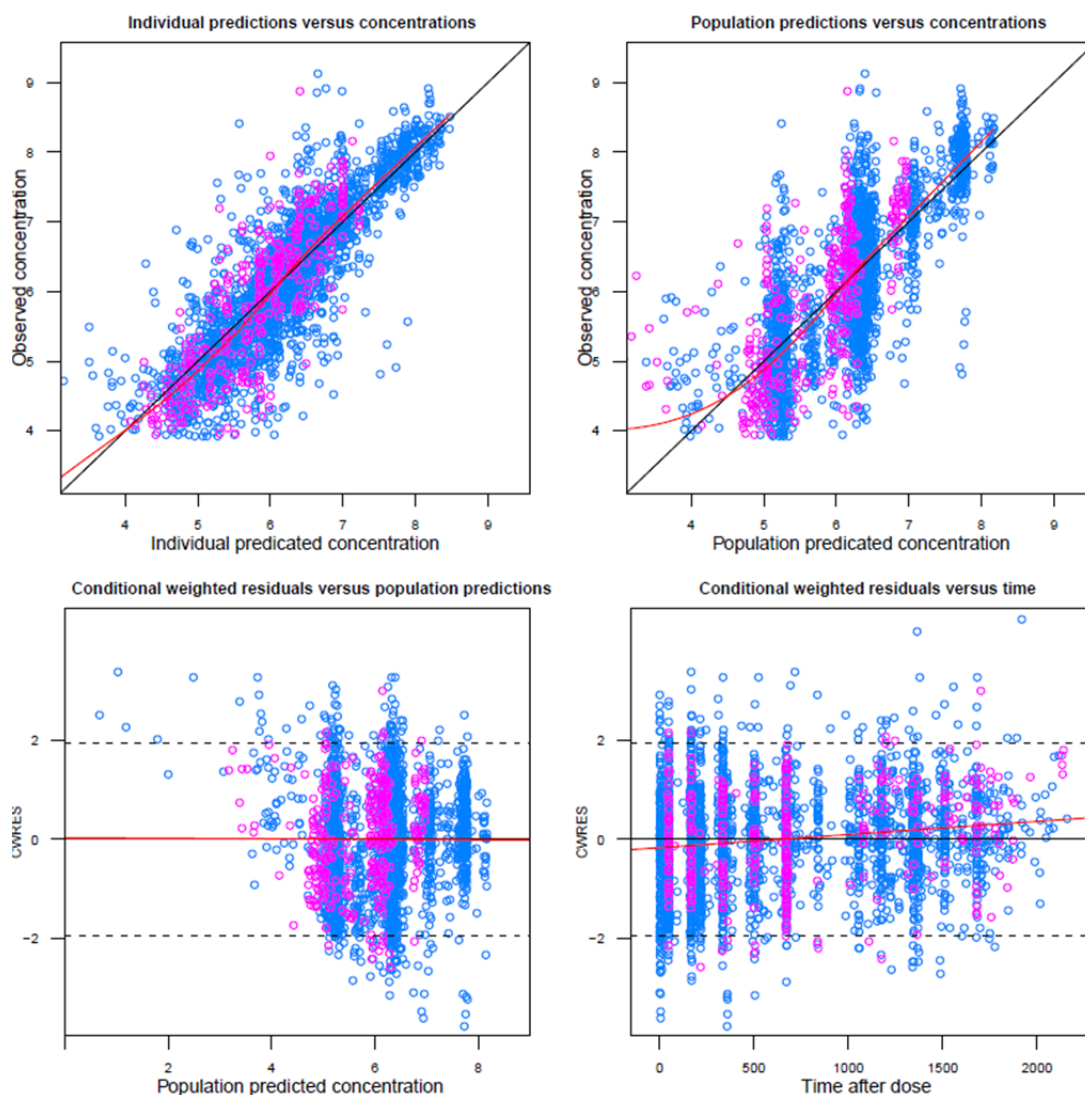 Individual predictions versus concentrations
Observed concentration
9
8
7
6
5
4
4 5 6 7 8 9
Individual predicated concentration
Population predictions versus concentrations
Observed concentration
9
8
7
6
5
4
4 5 6 7 8 9
Population predicated concentration
Conditional weighted residuals versus population predictions
CWRES
2
0
−2
2 4 6 8
Population predicted concentration
Conditional weighted residuals versus time
CWRES
2
0
−2
0 500 1000 1500 2000
Time after dose